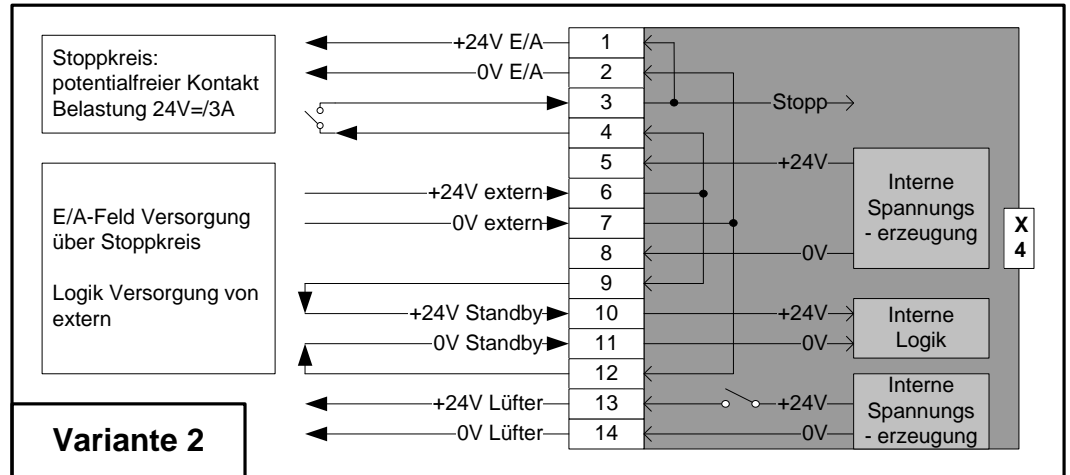 Stoppkreis:
potentialfreier Kontakt
Belastung 24V=/3A
E/A-Feld Versorgung
über Stoppkreis
Logik Versorgung von
extern
Variante 2
+24V E/A
0V E/A
+24V extern
0V extern
+24V Standby
0V Standby
+24V Lüfter
0V Lüfter
1
2
3
4
5
6
7
8
9
10
11
12
13
14
Stopp
+24V
0V
+24V
0V
+24V
0V
Interne
Spannungs
- erzeugung
Interne
Logik
Interne
Spannungs
- erzeugung
X
4